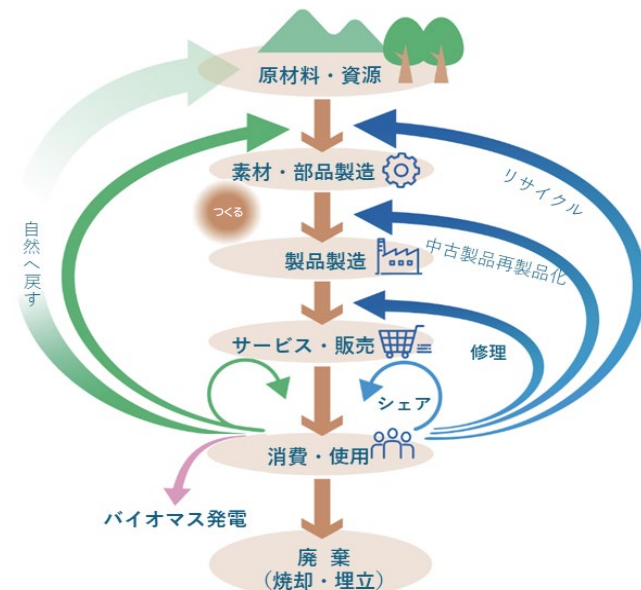 原材料・資源
素材・部品製造
リサイクル
つくる
自然へ戻す
製品製造
中古製品再製品化
サービス・販売
修理
シェア
消費・使用
バイオマス発電
廃 棄
（焼却・埋立）